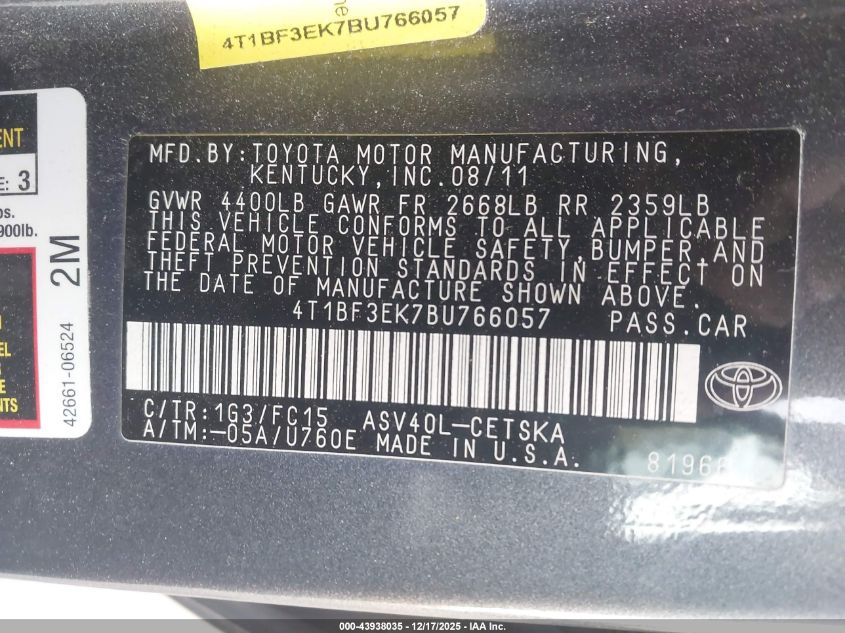 4T1BF3EK7BU766057
MFD.BY:TOYOTA MOTOR MANUFACTURING,
KENTUCKY,INC.08/11
GVWR 4400LB GAWR FR 2668LB RR 2359LB
THIS VEHICLE CONFORMS TO ALL APPLICABLE
FEDERAL MOTOR VEHICLE SAFETY,BUMPER,AND
THEFT PREVENTION STANDARDS IN EFFECT ON
THE DATE OF MANUFACTURE SHOWN ABOVE.
4T1BF3EK7BU766057 PASS.CAR
C/TR:1G3/FC15 ASV40L-CETSKA
A/TM:-05A/U760E MADE IN U.S.A.
3
900lb.
2M
42661-06524
000-43938035 - 12/17/2025 - IAA Inc.